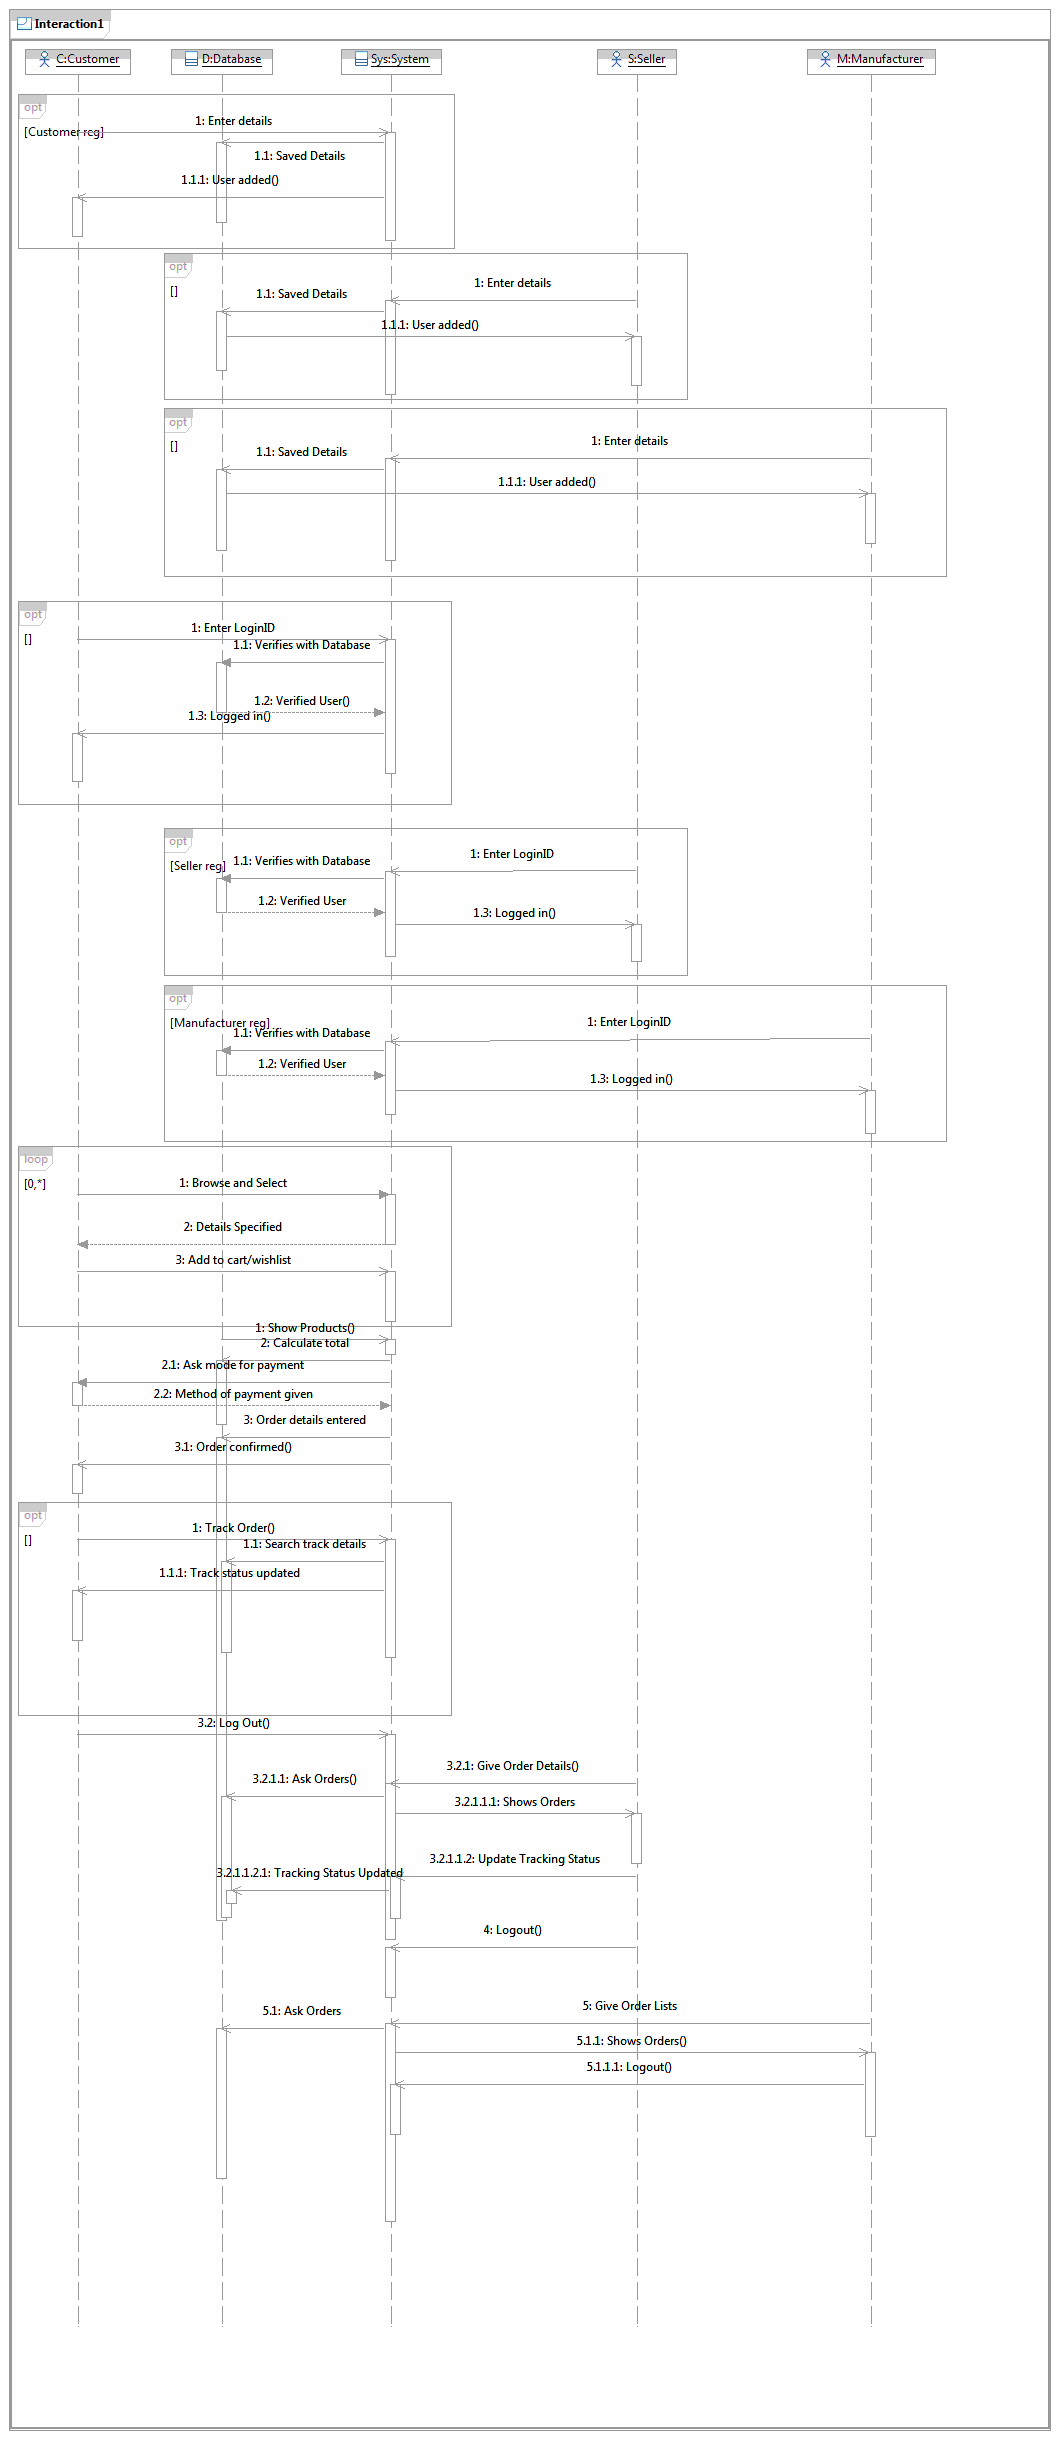 Interaction1
C:Customer
D:Database
Sys:System
S:Seller
M:Manufacturer
opt
1: Enter details
[Customer reg]
1.1: Saved Details
1.1.1: User added()
opt
1: Enter details
[]
1.1: Saved Details
1.1.1: User added()
opt
1: Enter details
[]
1.1: Saved Details
1.1.1: User added()
opt
1: Enter LoginID
[]
1.1: Verifies with Database
1.2: Verified User()
1.3: Logged in()
opt
1: Enter LoginID
[Seller reg]
1.1: Verifies with Database
1.2: Verified User
1.3: Logged in()
opt
1: Enter LoginID
[Manufacturer reg]
1.1: Verifies with Database
1.2: Verified User
1.3: Logged in()
loop
[0,*]
1: Browse and Select
2: Details Specified
3: Add to cart/wishlist
1: Show Products()
2: Calculate total
2.1: Ask mode for payment
2.2: Method of payment given
3: Order details entered
3.1: Order confirmed()
opt
1: Track Order()
[]
1.1: Search track details
1.1.1: Track status updated
3.2: Log Out()
3.2.1: Give Order Details()
3.2.1.1: Ask Orders()
3.2.1.1.1: Shows Orders
3.2.1.1.2: Update Tracking Status
3.2.1.1.2.1: Tracking Status Updated
4: Logout()
5: Give Order Lists
5.1: Ask Orders
5.1.1: Shows Orders()
5.1.1.1: Logout()